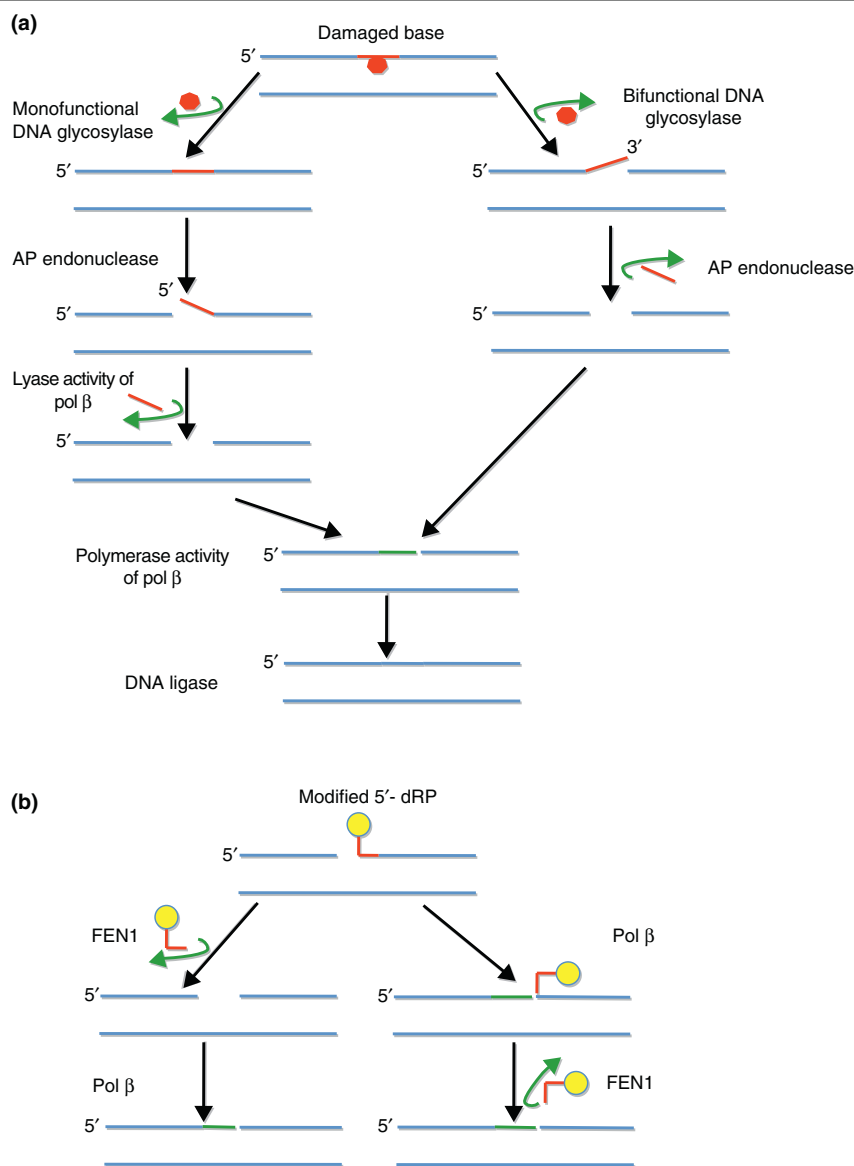 (a)
Damaged base
5′
Monofunctional
DNA glycosylase
Bifunctional DNA
glycosylase
5′
5′
3′
AP endonuclease
AP endonuclease
5′
5′
5′
Lyase activity of
pol β
5′
Polymerase activity
of pol β
5′
DNA ligase
5′
(b)
Modified 5′- dRP
5′
FEN1
Pol β
5′
5′
Pol β
FEN1
5′
5′